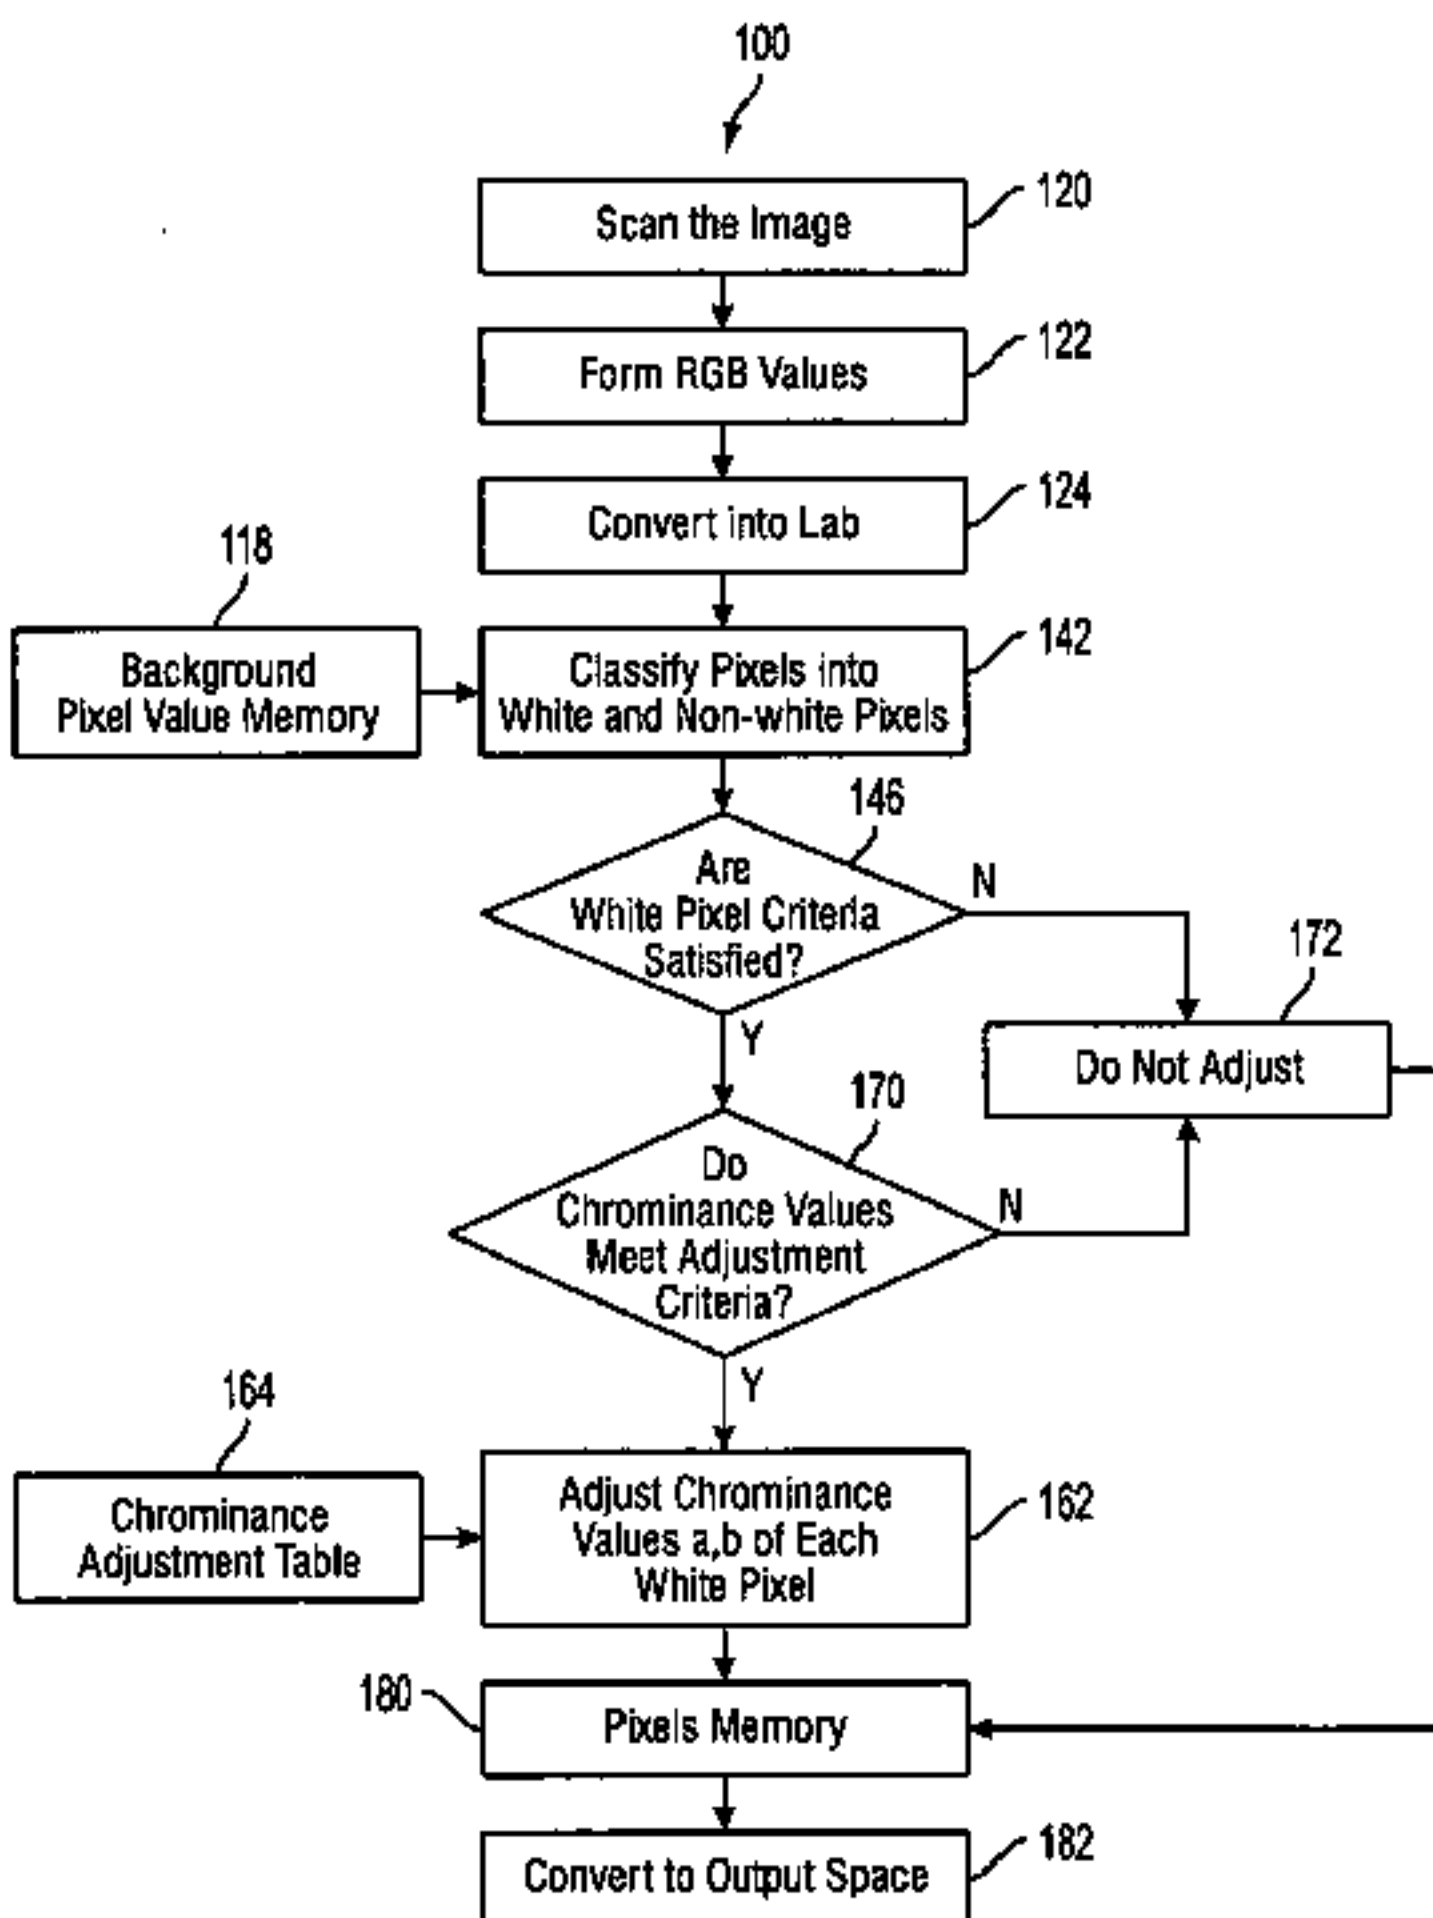 100
Scan the Image
120
Form RGB Values
122
Convert into Lab
124
118
Background
Pixel Value Memory
Classify Pixels into
White and Non-white Pixels
142
146
Are
White Pixel Criteria
Satisfied?
N
Y
172
Do Not Adjust
170
Do
Chrominance Values
Meet Adjustment
Criteria?
N
Y
164
Chrominance
Adjustment Table
Adjust Chrominance
Values a,b of Each
White Pixel
162
180
Pixels Memory
Convert to Output Space
182